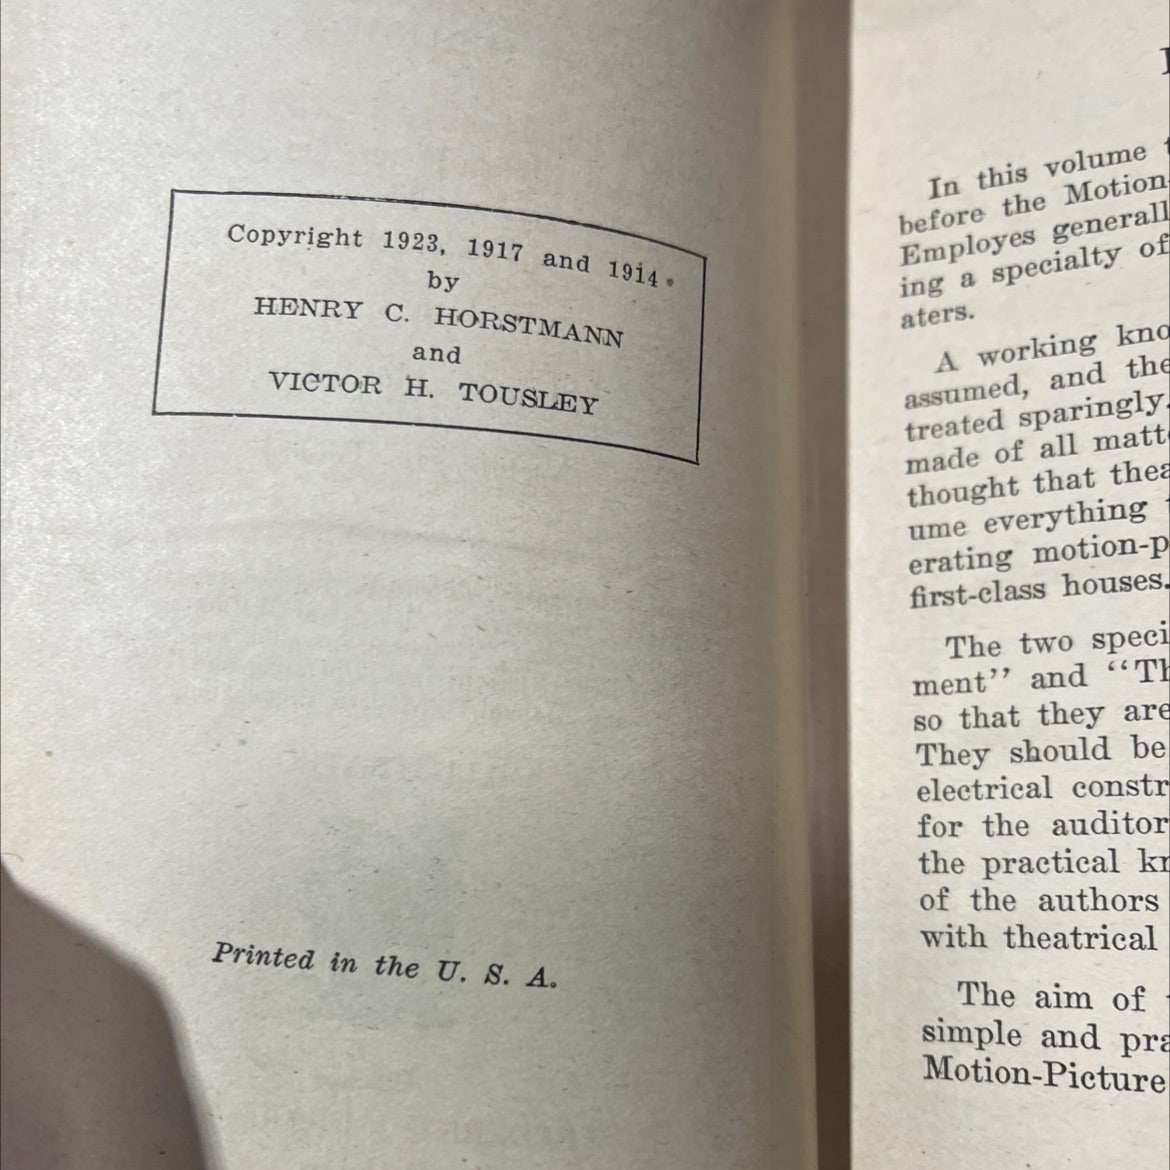 Copyright 1923, 1917 and 1914.
by
HENRY C. HORSTMANN
and
VICTOR H. TOUSLEY
Printed in the U. S. A.
In this volume
before the Motion-
Employes generall
ing a specialty of
aters.
A working kno
assumed, and the
treated sparingly.
made of all matt
thought that thea
ume everything
erating motion-p
first-class houses.
The two speci
ment” and “Th
so that they are
They should be
electrical constr
for the auditor
the practical kn
of the authors
with theatrical
The aim of
simple and pra
Motion-Picture